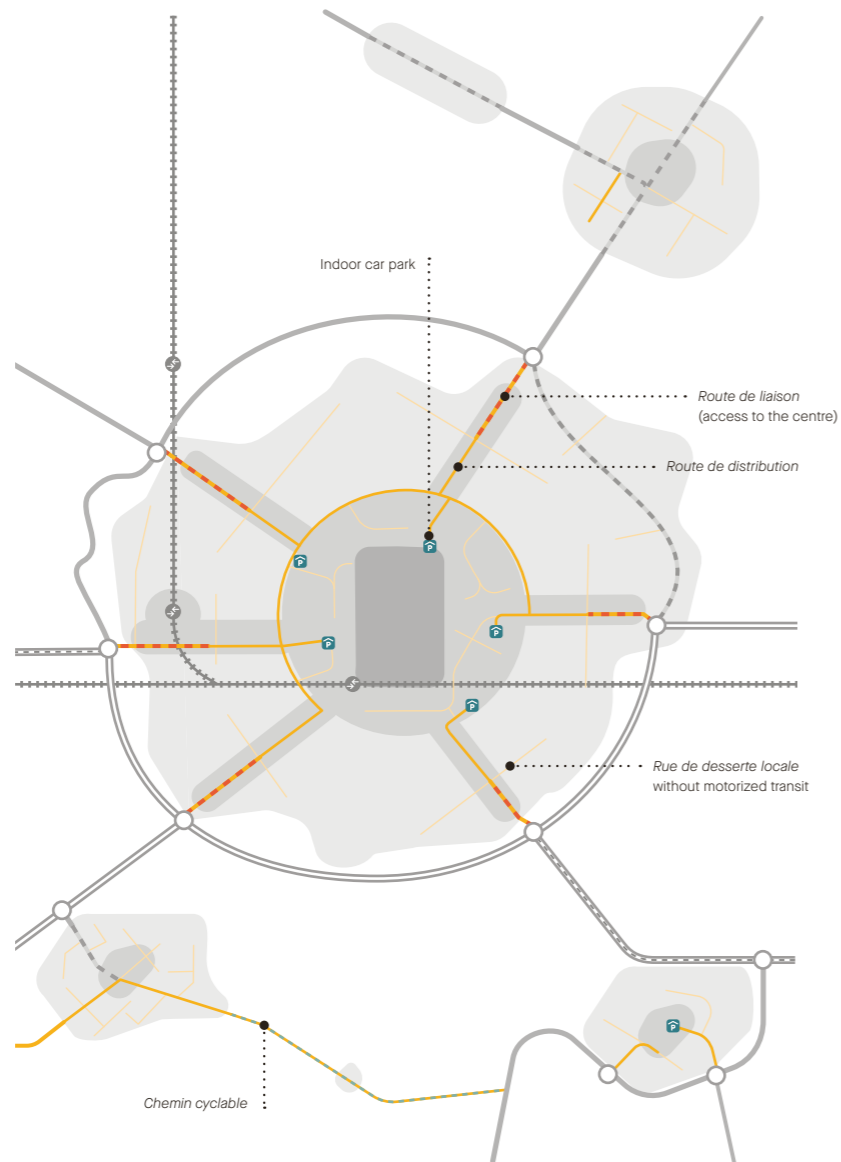 Indoor car park
Route de liaison
(access to the centre)
Route de distribution
P
P
P
P
P
Rue de desserte locale
without motorized transit
P
Chemin cyclable